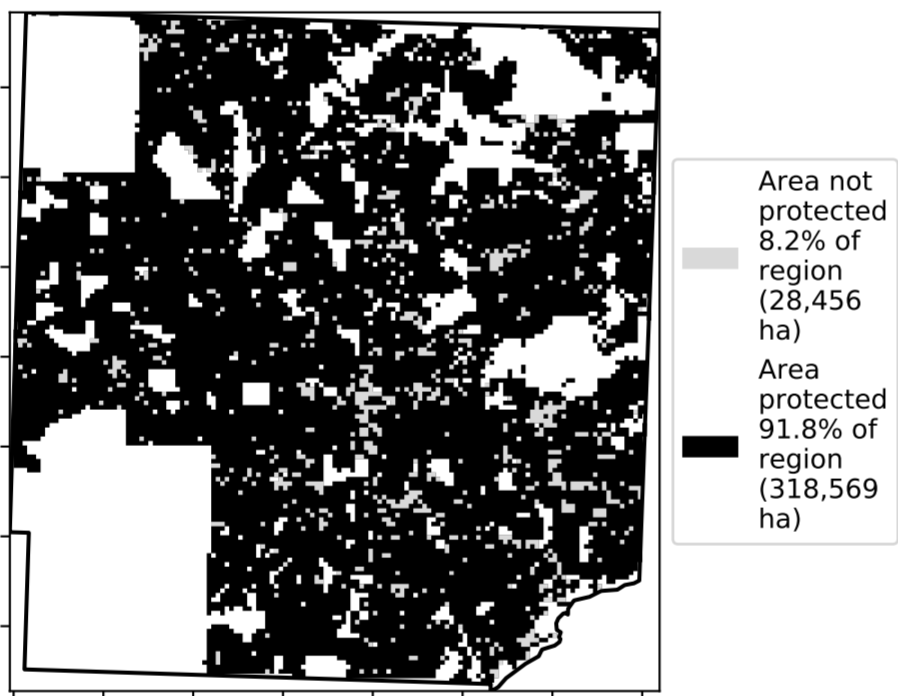 Area not
protected
8.2% of
region
(28,456
ha)
Area
protected
91.8% of
region
(318,569
ha)